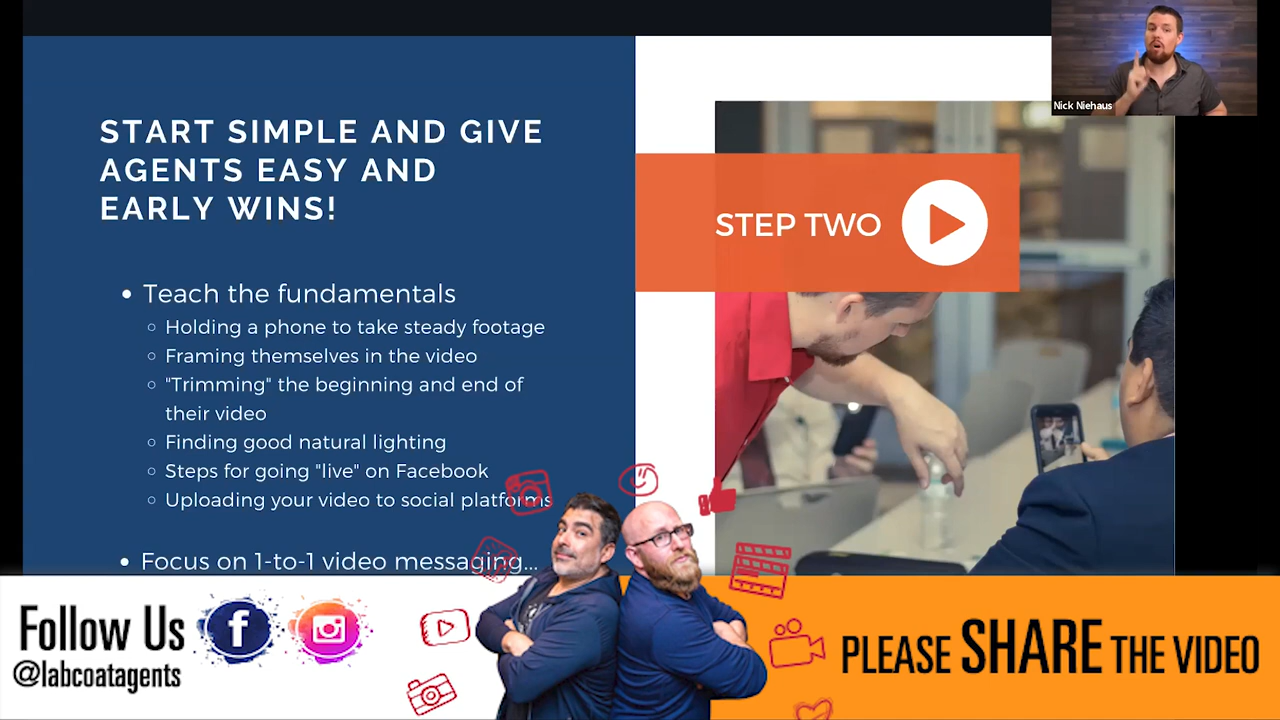 Nick Niehaus
START SIMPLE AND GIVE
AGENTS EASY AND
EARLY WINS!
STEP TWO
• Teach the fundamentals
◦ Holding a phone to take steady footage
◦ Framing themselves in the video
◦ "Trimming" the beginning and end of
their video
◦ Finding good natural lighting
◦ Steps for going "live" on Facebook
◦ Uploading your video to social platforms
• Focus on 1-to-1 video messaging...
Follow Us
@labcoatagents
PLEASE SHARE THE VIDEO